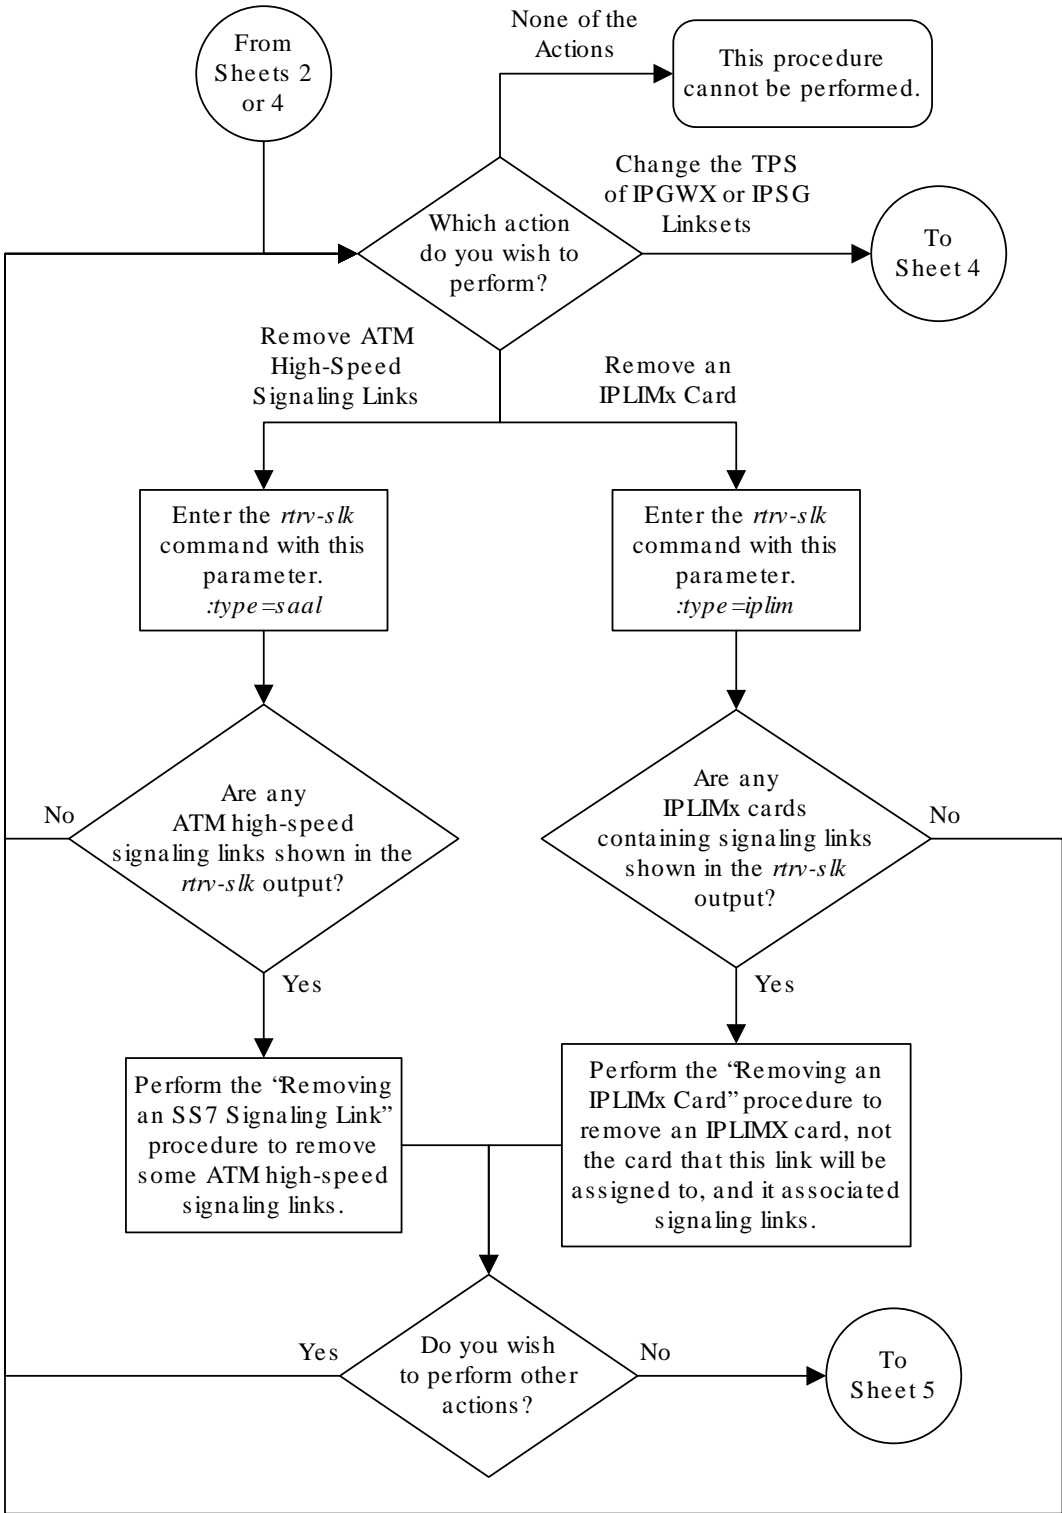 From
Sheets 2
or 4
None of the
Actions
This procedure
cannot be performed.
Which action
do you wish to
perform?
Change the TPS
of IPGWX or IPSG
Linksets
To
Sheet 4
Remove ATM
High-Speed
Signaling Links
Remove an
IPLIMx Card
Enter the rtrv-slk
command with this
parameter.
:type=saal
Enter the rtrv-slk
command with this
parameter.
:type=iplim
Are any
ATM high-speed
signaling links shown in the
rtrv-slk output?
No
Yes
Are any
IPLIMx cards
containing signaling links
shown in the rtrv-slk
output?
No
Yes
Perform the “Removing
an SS7 Signaling Link”
procedure to remove
some ATM high-speed
signaling links.
Perform the “Removing an
IPLIMx Card” procedure to
remove an IPLIMX card, not
the card that this link will be
assigned to, and it associated
signaling links.
Do you wish
to perform other
actions?
Yes
No
To
Sheet 5